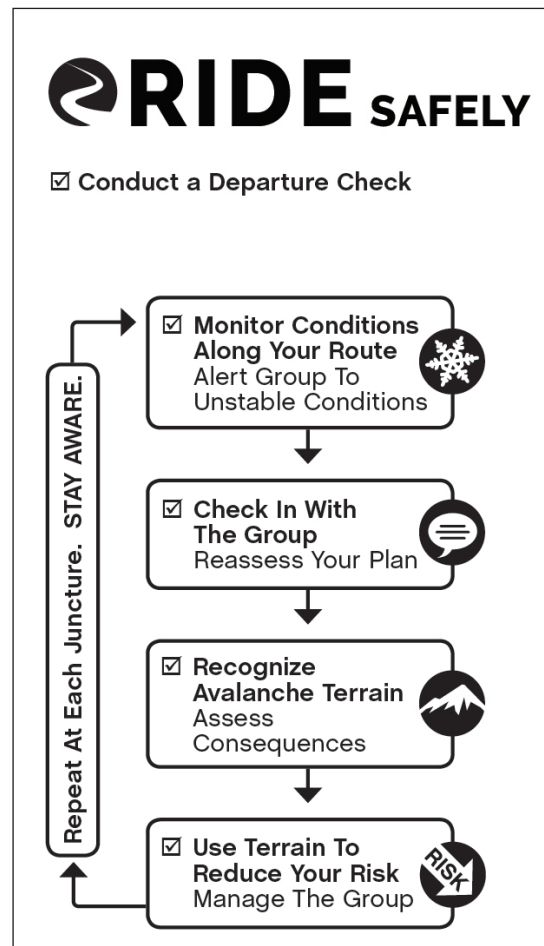 RIDE SAFELY
☑ Conduct a Departure Check
☑ Monitor Conditions
Along Your Route
Alert Group To
Unstable Conditions
☑ Check In With
The Group
Reassess Your Plan
☑ Recognize
Avalanche Terrain
Assess
Consequences
☑ Use Terrain To
Reduce Your Risk
Manage The Group
RISK
Repeat At Each Juncture. STAY AWARE.